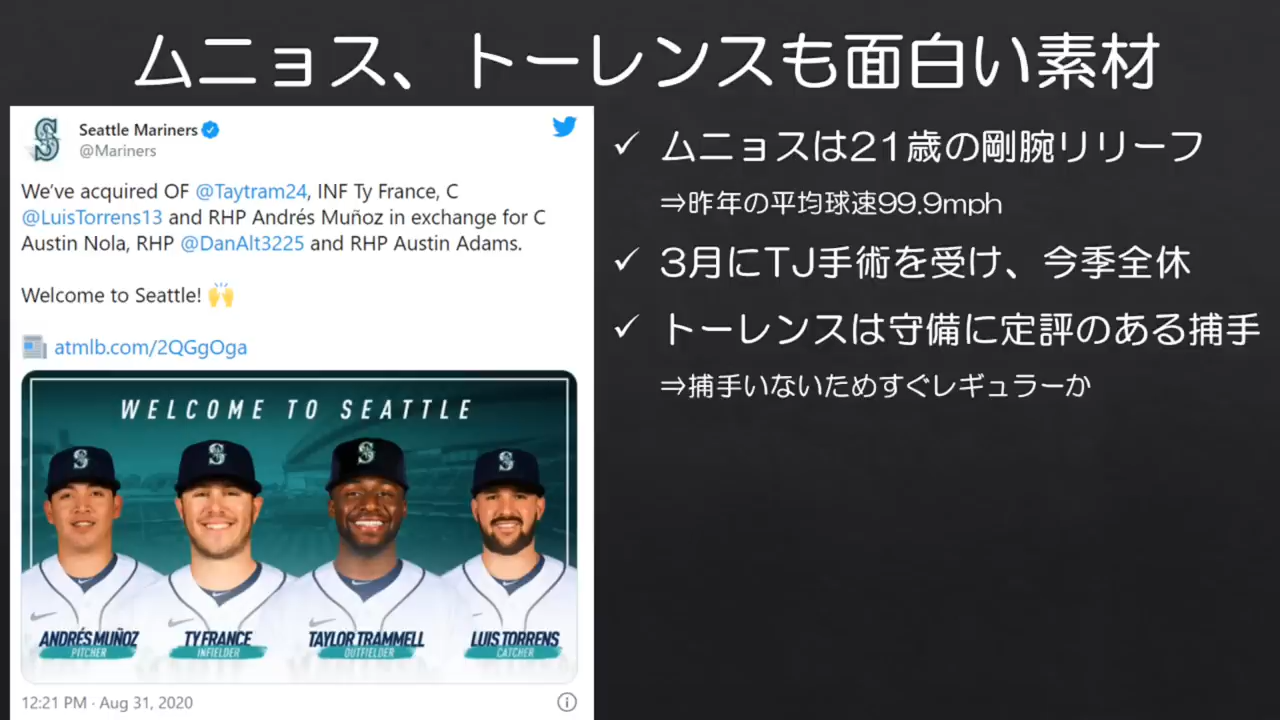 ムニョス、トーレンスも面白い素材
Seattle Mariners
@Mariners
We've acquired OF @Taytram24, INF Ty France, C
@LuisTorrens13 and RHP Andrés Muñoz in exchange for C
Austin Nola, RHP @DanAlt3225 and RHP Austin Adams.
Welcome to Seattle! 🙌
📰 atmlb.com/2QGgOga
WELCOME TO SEATTLE
S S S S
ANDRÉS MUÑOZ
PITCHER
TY FRANCE
INFIELDER
TAYLOR TRAMMELL
OUTFIELDER
LUIS TORRENS
CATCHER
12:21 PM · Aug 31, 2020
✓ ムニョスは21歳の剛腕リリーフ
⇒昨年の平均球速99.9mph
✓ 3月にTJ手術を受け、今季全休
✓ トーレンスは守備に定評のある捕手
⇒捕手いないためすぐレギュラーか